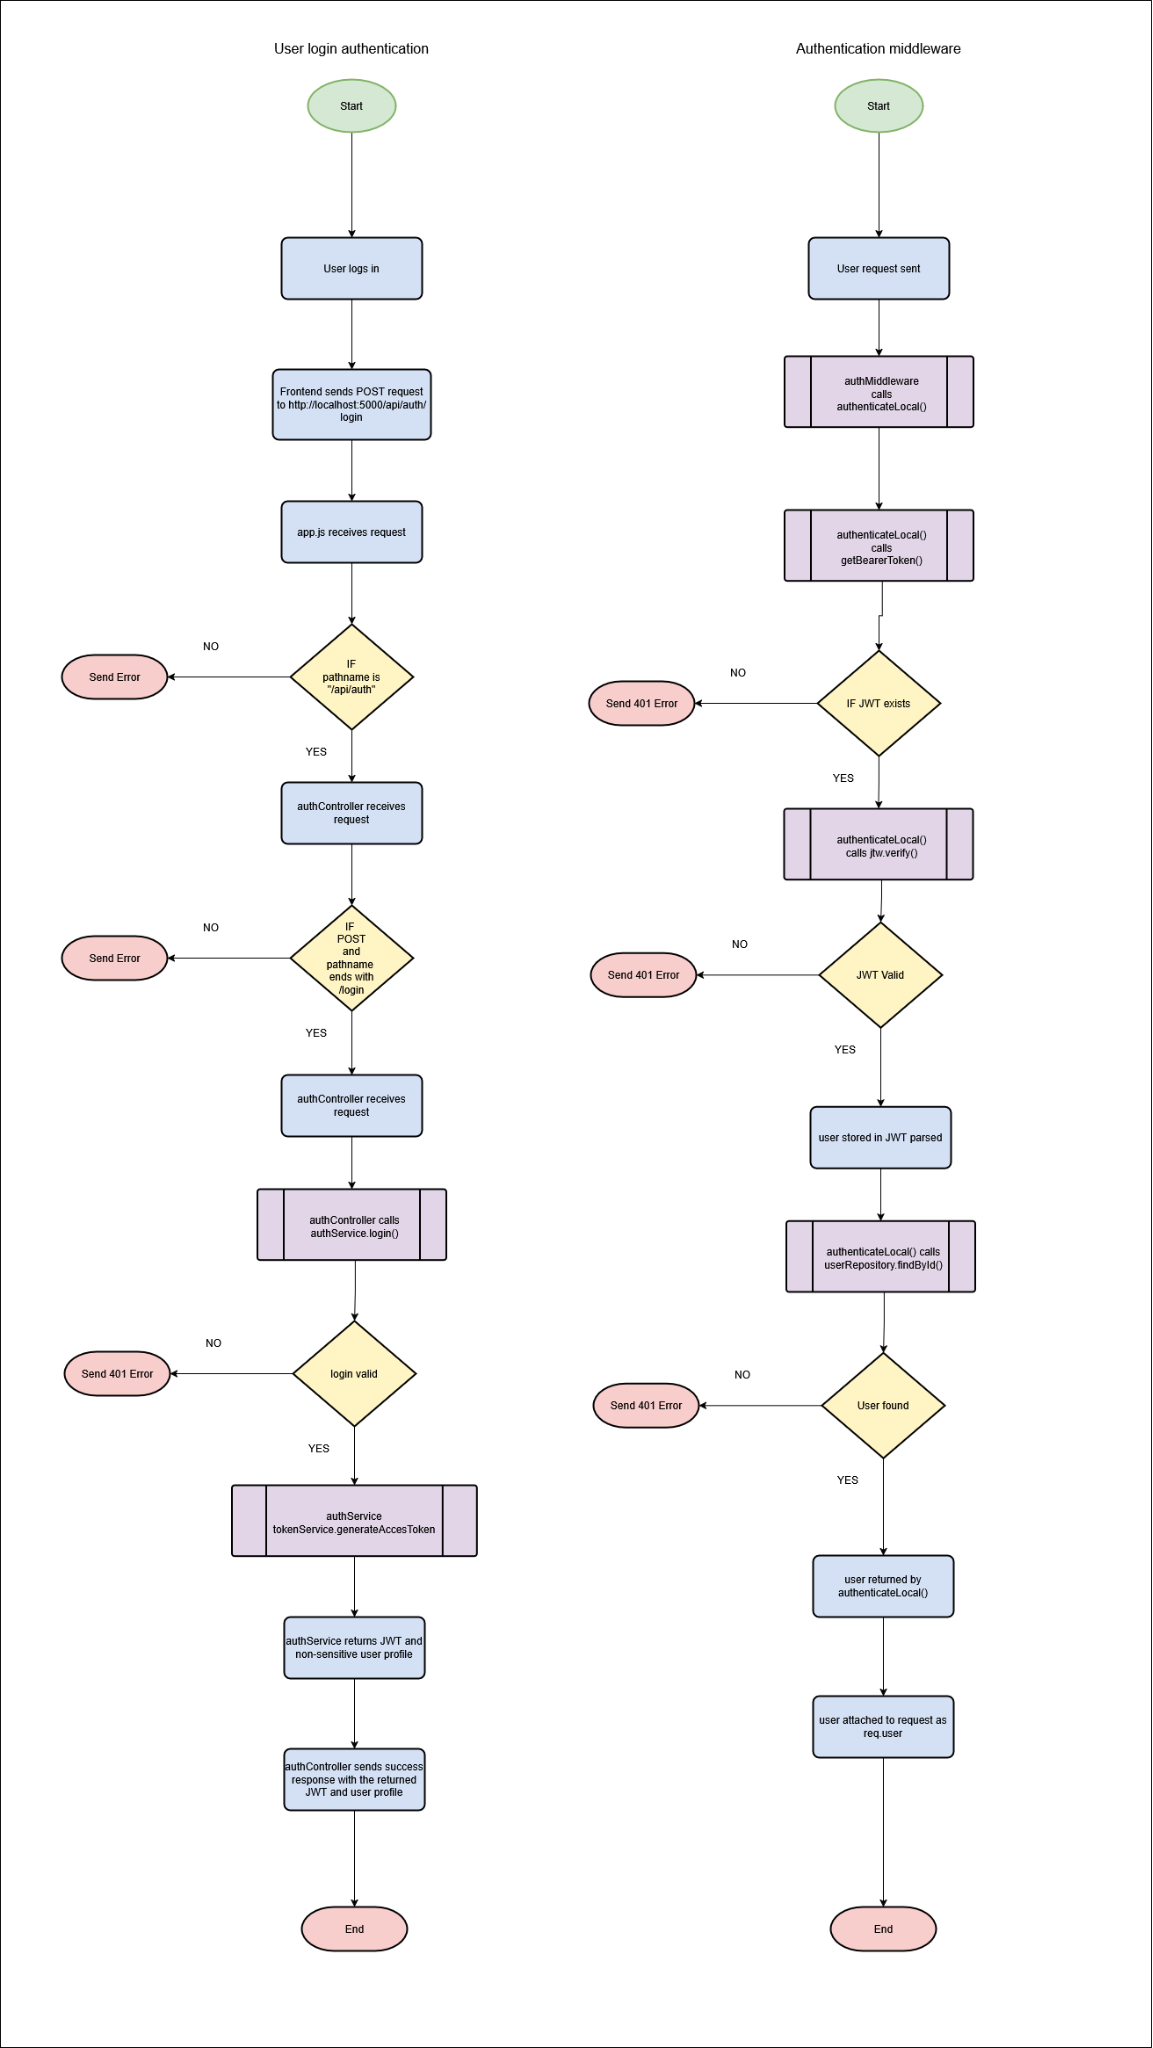 User login authentication
Start
User logs in
Frontend sends POST request
to http://localhost:5000/api/auth/
login
app.js receives request
IF
pathname is
"/api/auth"
NO
Send Error
YES
authController receives
request
IF
POST
and
pathname
ends with
/login
NO
Send Error
YES
authController receives
request
authController calls
authService.login()
login valid
NO
Send 401 Error
YES
authService
tokenService.generateAccesToken
authService returns JWT and
non-sensitive user profile
authController sends success
response with the returned
JWT and user profile
End
Authentication middleware
Start
User request sent
authMiddleware
calls
authenticateLocal()
authenticateLocal()
calls
getBearerToken()
IF JWT exists
NO
Send 401 Error
YES
authenticateLocal()
calls jtw.verify()
JWT Valid
NO
Send 401 Error
YES
user stored in JWT parsed
authenticateLocal() calls
userRepository.findById()
User found
NO
Send 401 Error
YES
user returned by
authenticateLocal()
user attached to request as
req.user
End